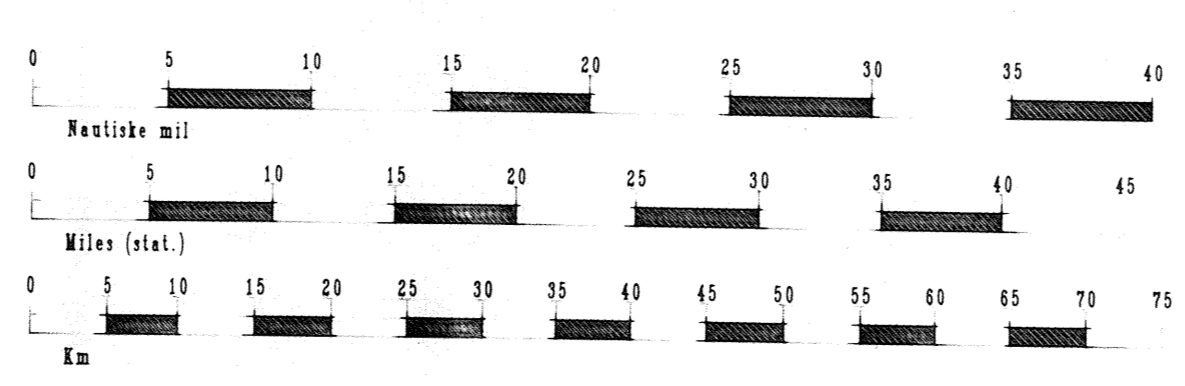 0 5 10 15 20 25 30 35 40
Nautiske mil
0 5 10 15 20 25 30 35 40 45
Miles (stat.)
0 5 10 15 20 25 30 35 40 45 50 55 60 65 70 75
Km